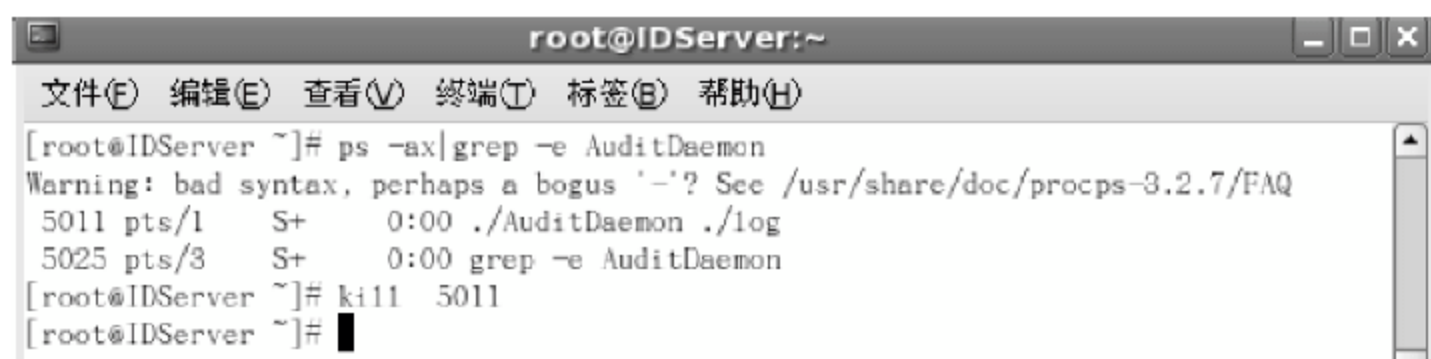 root@IDServer:~
文件(F) 编辑(E) 查看(V) 终端(T) 标签(B) 帮助(H)
[root@IDServer ~]# ps -ax|grep -e AuditDaemon
Warning: bad syntax, perhaps a bogus '-'? See /usr/share/doc/procps-3.2.7/FAQ
 5011 pts/1    S+     0:00 ./AuditDaemon ./log
 5025 pts/3    S+     0:00 grep -e AuditDaemon
[root@IDServer ~]# kill  5011
[root@IDServer ~]#